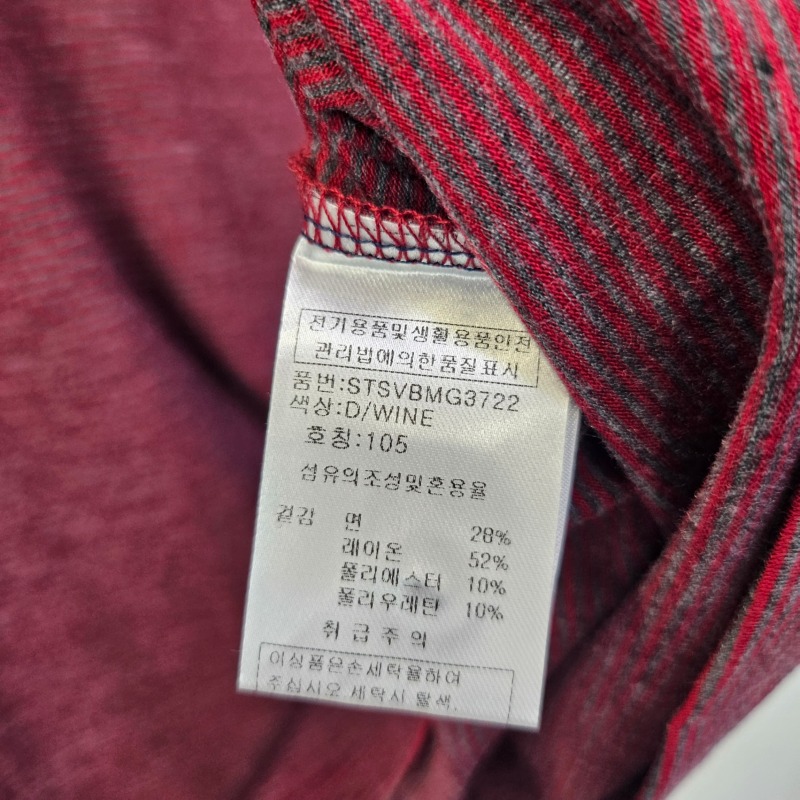 전기용품및생활용품안전
관리법에의한품질표시
품번:STSVBMG3722
색상:D/WINE
호칭:105
섬유의조성및혼용율
겉감 면 28%
레이온 52%
폴리에스터 10%
폴리우레탄 10%
취급주의
이상품은손세탁을하여
주십시오 세탁시 탈색.